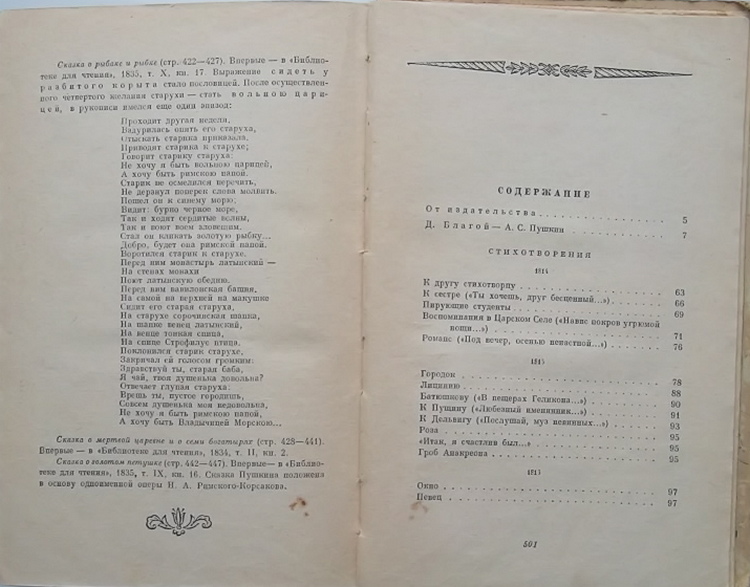 Сказка о рыбаке и рыбке (стр. 422—427). Впервые — в «Библио-
теке для чтения», 1835, т. X, кн. 17. Выражение сидеть у
разбитого корыта стало пословицей. После осуществлен-
ного четвертого желания старухи — стать вольною цари-
цей, в рукописи имелся еще один эпизод:
Проходит другая неделя,
Вздурилась опять его старуха,
Отыскать старика приказала,
Приводят старика к старухе;
Говорит старику старуха:
Не хочу я быть вольною царицей,
А хочу быть римскою папой.
Старик не осмелился перечить,
Не дерзнул поперек слова молвить.
Пошел он к синему морю;
Видит: бурно черное море,
Так и ходят сердитые волны,
Так и воют воем зловещим.
Стал он кликать золотую рыбку...
Добро, будет она римской папой.
Воротился старик к старухе.
Перед ним монастырь латынский —
На стенах монахи
Поют латынскую обедню.
Перед ним вавилонская башня,
На самой на верхней на макушке
Сидит его старая старуха,
На старухе сорочинская шапка,
На шапке венец латынский,
На венце тонкая спица,
На спице Строфилус птица.
Поклонился старик старухе,
Закричал ей голосом громким:
Здравствуй ты, старая баба,
Я чай, твоя душенька довольна?
Отвечает глупая старуха:
Врешь ты, пустое городишь,
Совсем душенька моя недовольна,
Не хочу я быть римскою папой,
А хочу быть Владычицей Морскою...
Сказка о мертвой царевне и о семи богатырях (стр. 428—441).
Впервые — в «Библиотеке для чтения», 1834, т. II, кн. 2.
Сказка о золотом петушке (стр. 442—447). Впервые — в «Библио-
теке для чтения», 1835, т. IX, кн. 16. Сказка Пушкина положена
в основу одноименной оперы Н. А. Римского-Корсакова.
СОДЕРЖАНИЕ
От издательства 5
Д. Благой — А. С. Пушкин 7
СТИХОТВОРЕНИЯ
1814
К другу стихотворцу 63
К сестре («Ты хочешь, друг бесценный...») 66
Пирующие студенты 69
Воспоминания в Царском Селе («Навис покров угрюмой
нощи...») 71
Романс («Под вечер, осенью ненастной...») 76
1815
Городок 78
Лицинию 88
Батюшкову («В пещерах Геликона...») 90
К Пущину («Любезный именинник...») 91
К Дельвигу («Послушай, муз невинных...») 93
Роза 95
«Итак, я счастлив был...» 95
Гроб Анакреона 95
Окно 97
Певец 97
501